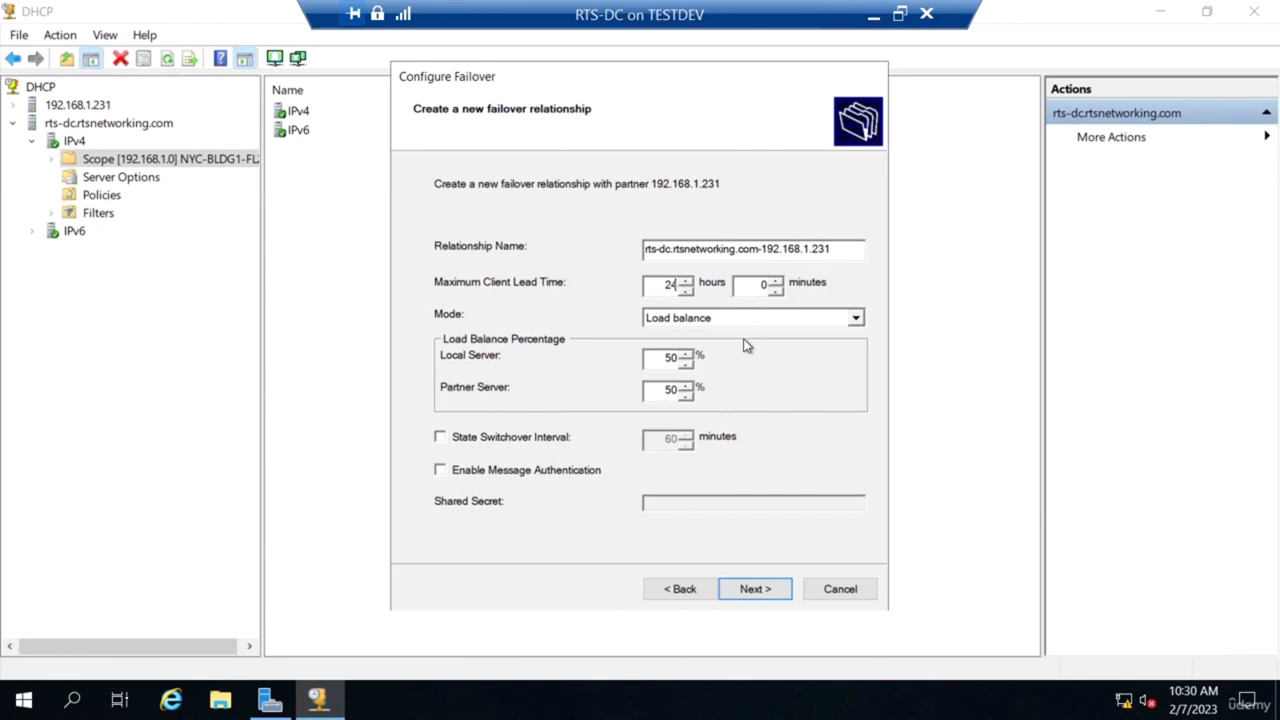 DHCP
RTS-DC on TESTDEV
File Action View Help
DHCP
192.168.1.231
rts-dc.rtsnetworking.com
IPv4
Scope [192.168.1.0] NYC-BLDG1-FL2
Server Options
Policies
Filters
IPv6
Name
IPv4
IPv6
Configure Failover
Create a new failover relationship
Create a new failover relationship with partner 192.168.1.231
Relationship Name: rts-dc.rtsnetworking.com-192.168.1.231
Maximum Client Lead Time: 24 hours 0 minutes
Mode: Load balance
Load Balance Percentage
Local Server: 50 %
Partner Server: 50 %
State Switchover Interval: 60 minutes
Enable Message Authentication
Shared Secret:
< Back Next > Cancel
Actions
rts-dc.rtsnetworking.com
More Actions
10:30 AM
2/7/2023
udemy